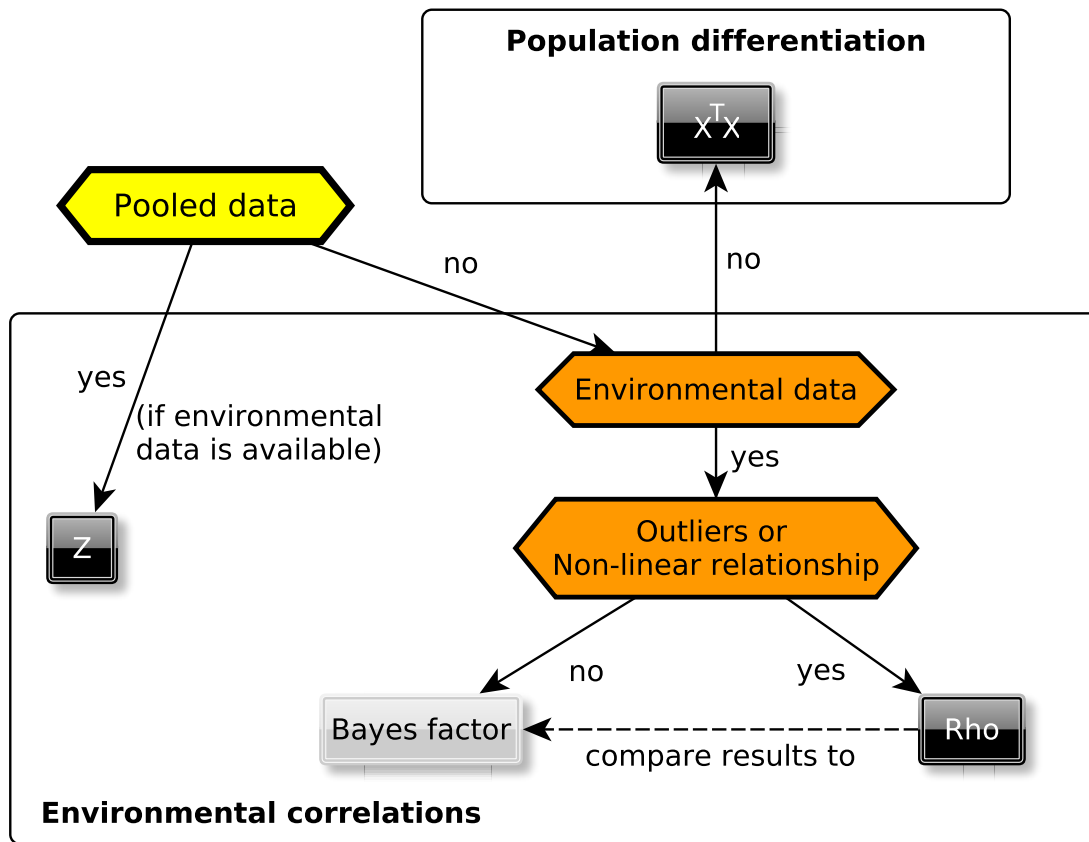 Population differentiation
XᵀX
Pooled data
no
no
yes
(if environmental
data is available)
Environmental data
yes
Z
Outliers or
Non-linear relationship
no
yes
Bayes factor
Rho
compare results to
Environmental correlations